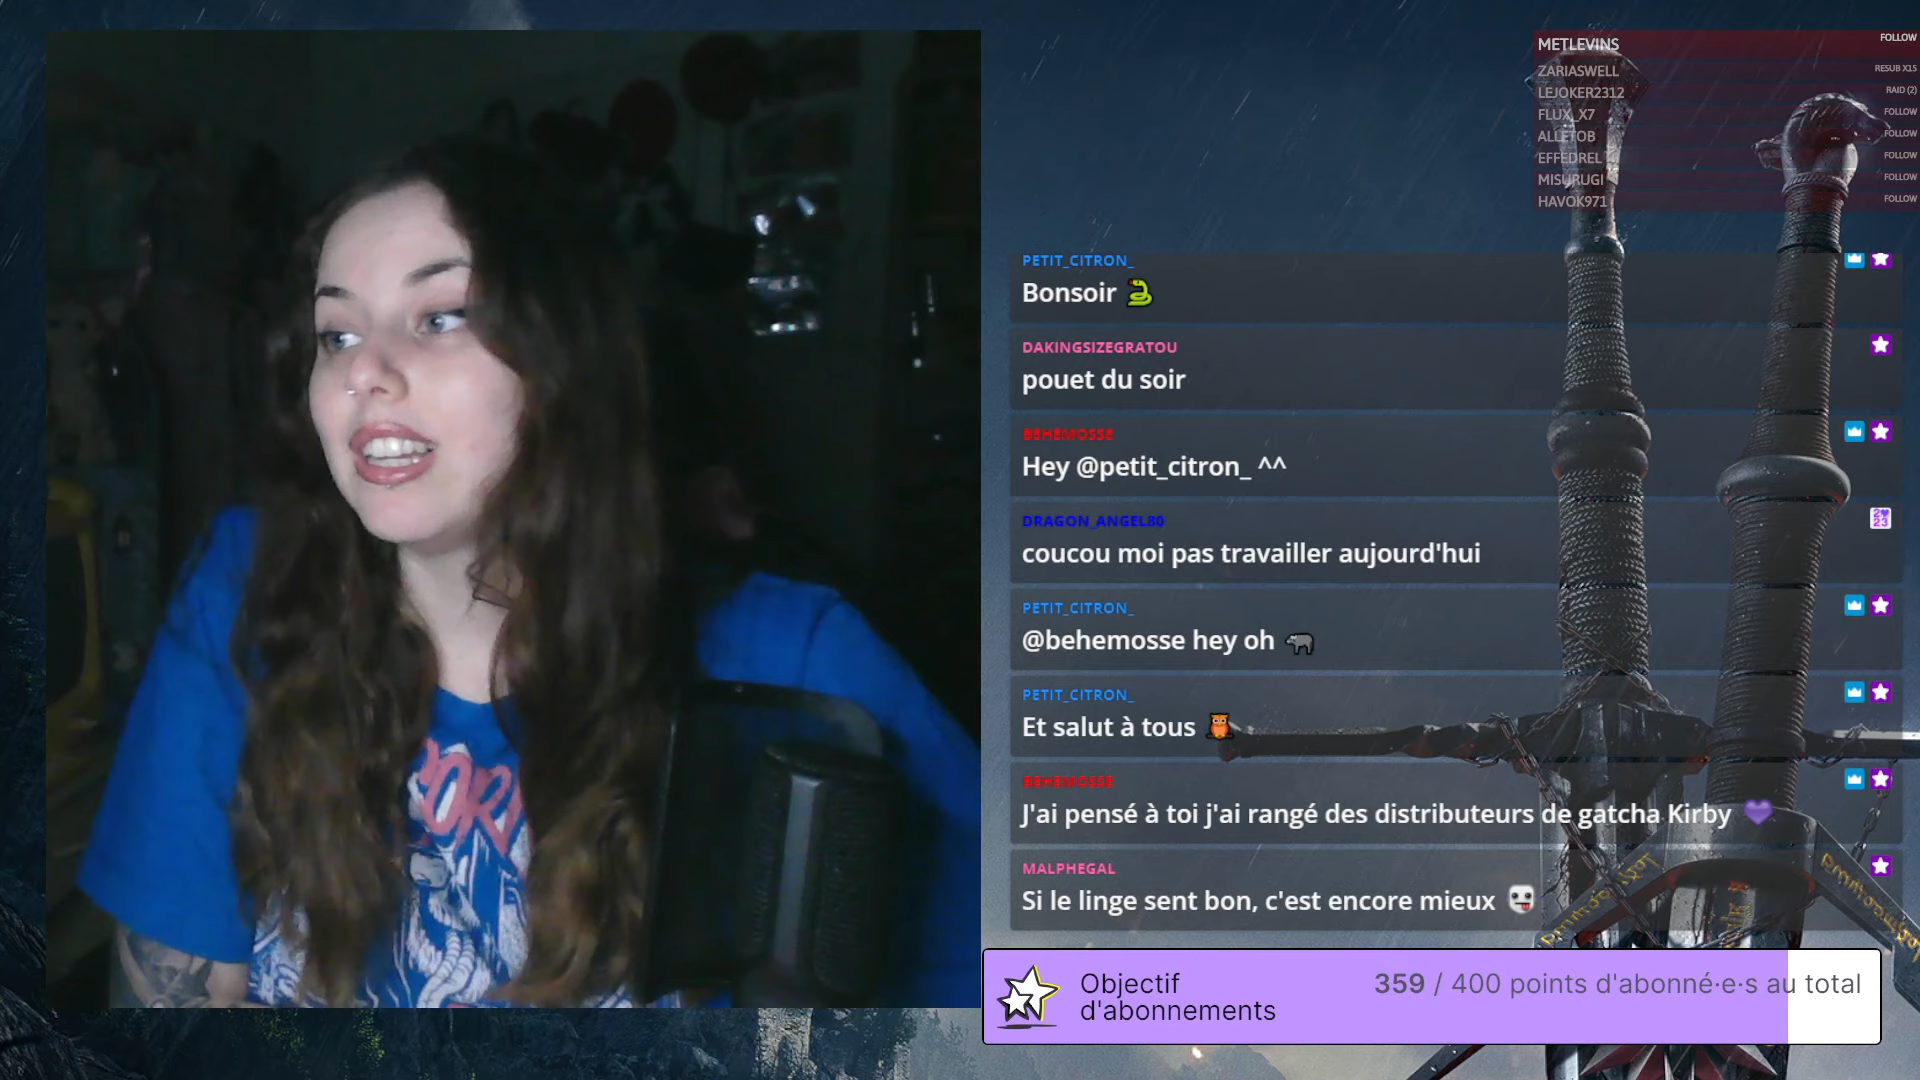 METLEVINS FOLLOW
ZARIASWELL RESUB X15
LEJOKER2312 RAID (2)
FLUX_X7 FOLLOW
ALLETOB FOLLOW
EFFEDREL FOLLOW
MISURUGI FOLLOW
HAVOK971 FOLLOW
PETIT_CITRON_
Bonsoir 🐍
DAKINGSIZEGRATOU
pouet du soir
BEHEMOSSE
Hey @petit_citron_ ^^
DRAGON_ANGEL80
coucou moi pas travailler aujourd'hui
PETIT_CITRON_
@behemosse hey oh
PETIT_CITRON_
Et salut à tous 🦉
BEHEMOSSE
J'ai pensé à toi j'ai rangé des distributeurs de gatcha Kirby 💜
MALPHEGAL
Si le linge sent bon, c'est encore mieux
Objectif
d'abonnements
359 / 400 points d'abonné·e·s au total